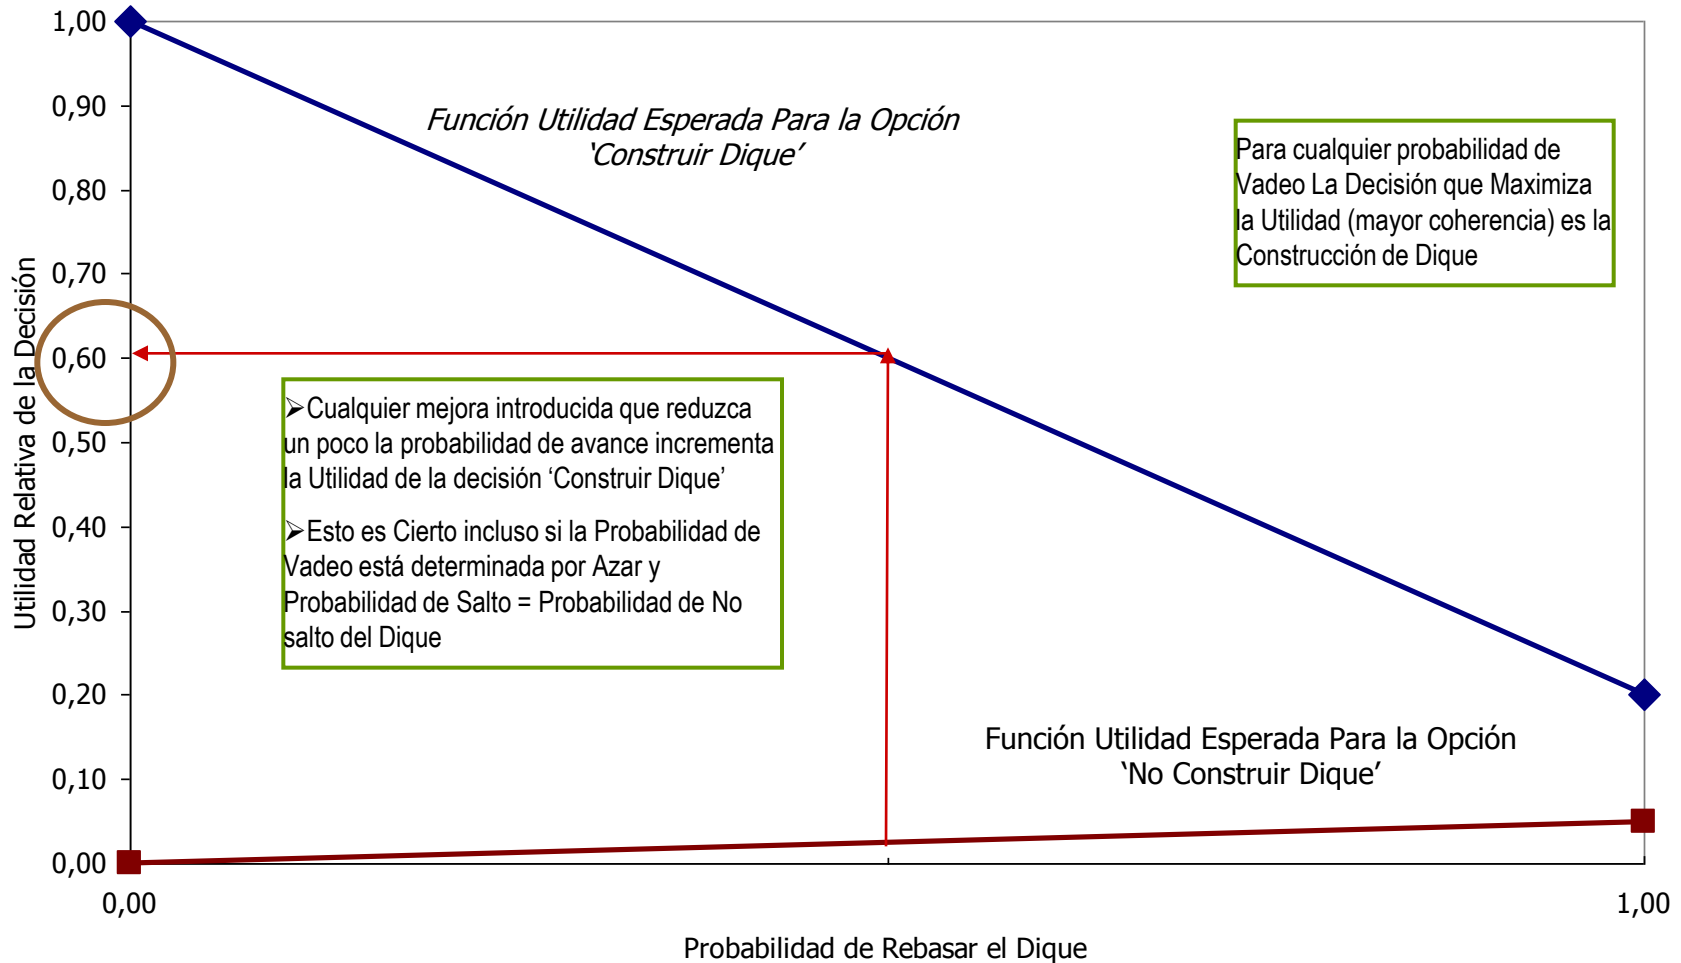 1,00
0,90
0,80
0,70
0,60
0,50
0,40
0,30
0,20
0,10
0,00
Utilidad Relativa de la Decisión
Función Utilidad Esperada Para la Opción
‘Construir Dique’
Para cualquier probabilidad de
Vadeo La Decisión que Maximiza
la Utilidad (mayor coherencia) es la
Construcción de Dique
➢Cualquier mejora introducida que reduzca
un poco la probabilidad de avance incrementa
la Utilidad de la decisión ‘Construir Dique’
➢Esto es Cierto incluso si la Probabilidad de
Vadeo está determinada por Azar y
Probabilidad de Salto = Probabilidad de No
salto del Dique
Función Utilidad Esperada Para la Opción
‘No Construir Dique’
0,00
1,00
Probabilidad de Rebasar el Dique